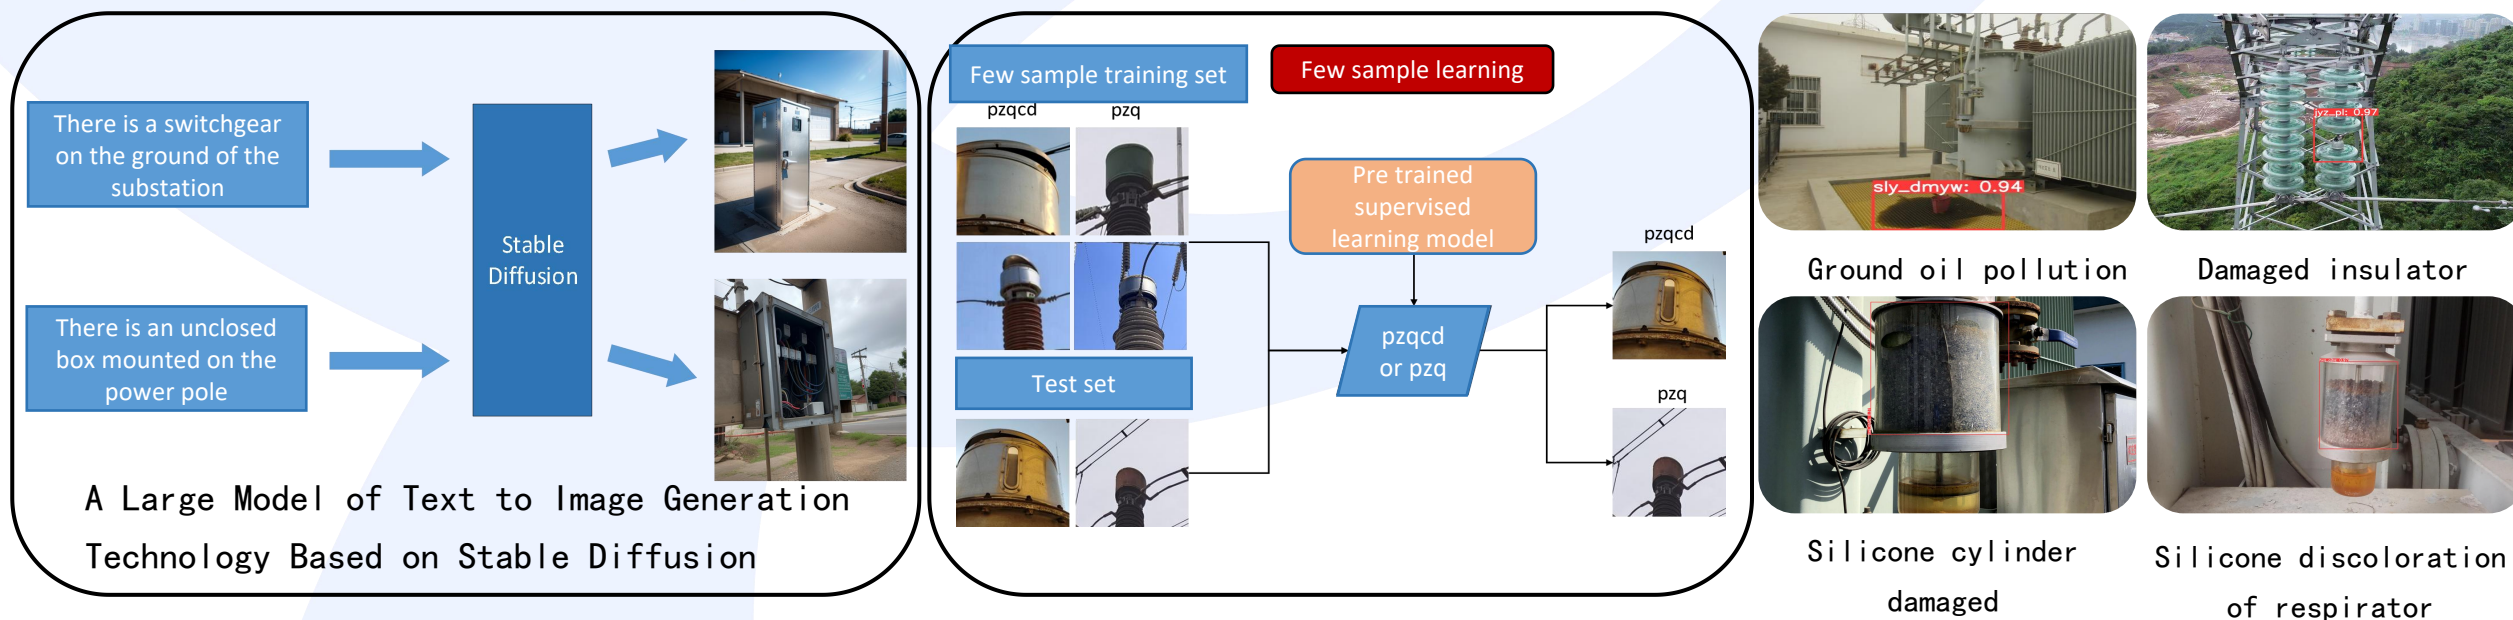 There is a switchgear
on the ground of the
substation
There is an unclosed
box mounted on the
power pole
Stable
Diffusion
A Large Model of Text to Image Generation
Technology Based on Stable Diffusion
Few sample training set
Few sample learning
pzqcd
pzq
Pre trained
supervised
learning model
Test set
pzqcd
or pzq
pzqcd
pzq
sly_dmyw: 0.94
jyz_pl: 0.97
Ground oil pollution
Damaged insulator
Silicone cylinder
damaged
Silicone discoloration
of respirator